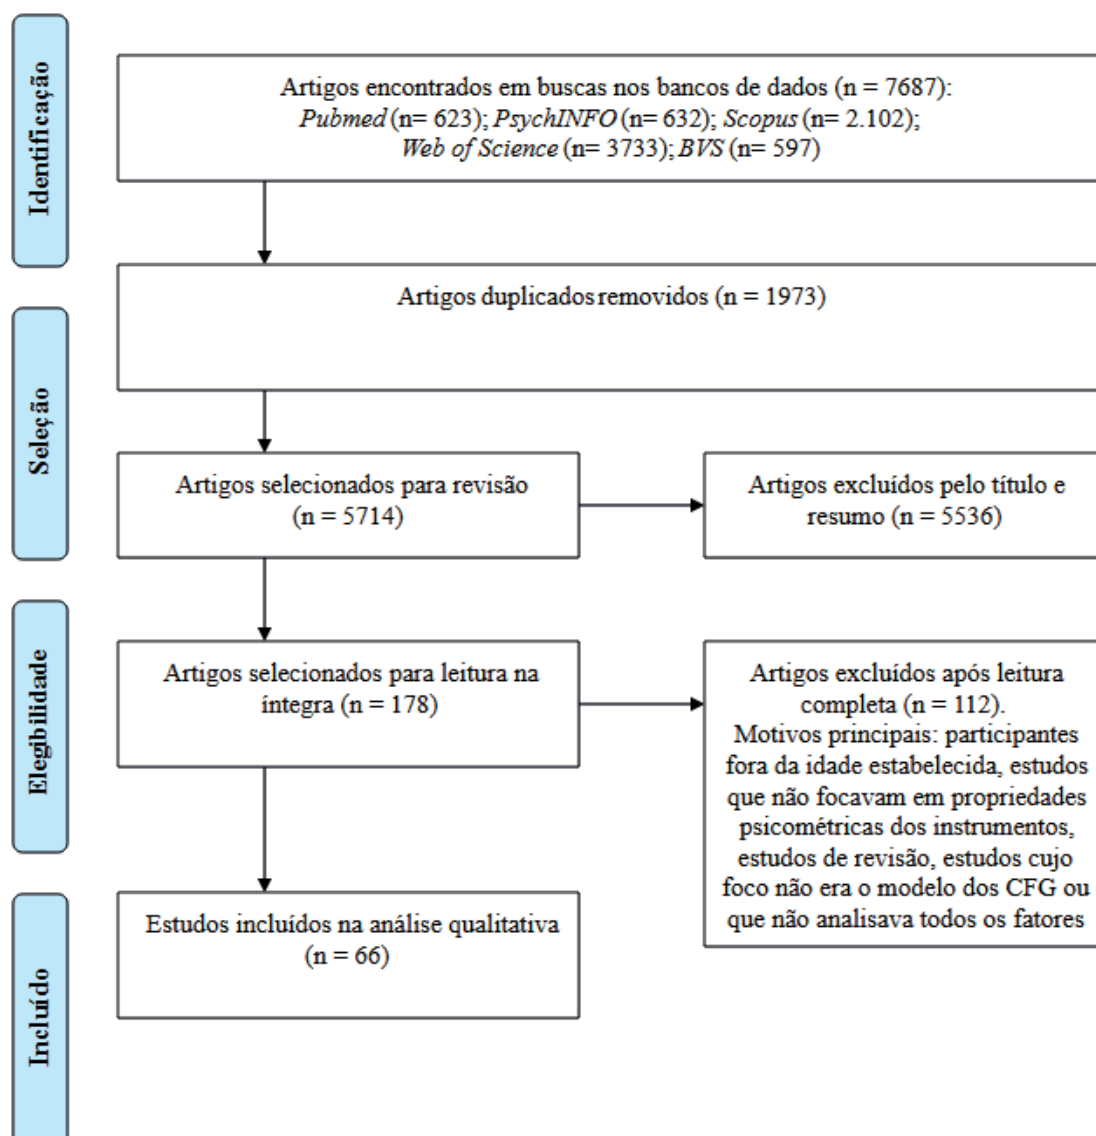 Identificação
Artigos encontrados em buscas nos bancos de dados (n = 7687):
Pubmed (n= 623); PsychINFO (n= 632); Scopus (n= 2.102);
Web of Science (n= 3733); BVS (n= 597)
Artigos duplicados removidos (n = 1973)
Seleção
Artigos selecionados para revisão
(n = 5714)
Artigos excluídos pelo título e
resumo (n = 5536)
Elegibilidade
Artigos selecionados para leitura na
íntegra (n = 178)
Artigos excluídos após leitura
completa (n = 112).
Motivos principais: participantes
fora da idade estabelecida, estudos
que não focavam em propriedades
psicométricas dos instrumentos,
estudos de revisão, estudos cujo
foco não era o modelo dos CFG ou
que não analisava todos os fatores
Incluído
Estudos incluídos na análise qualitativa
(n = 66)